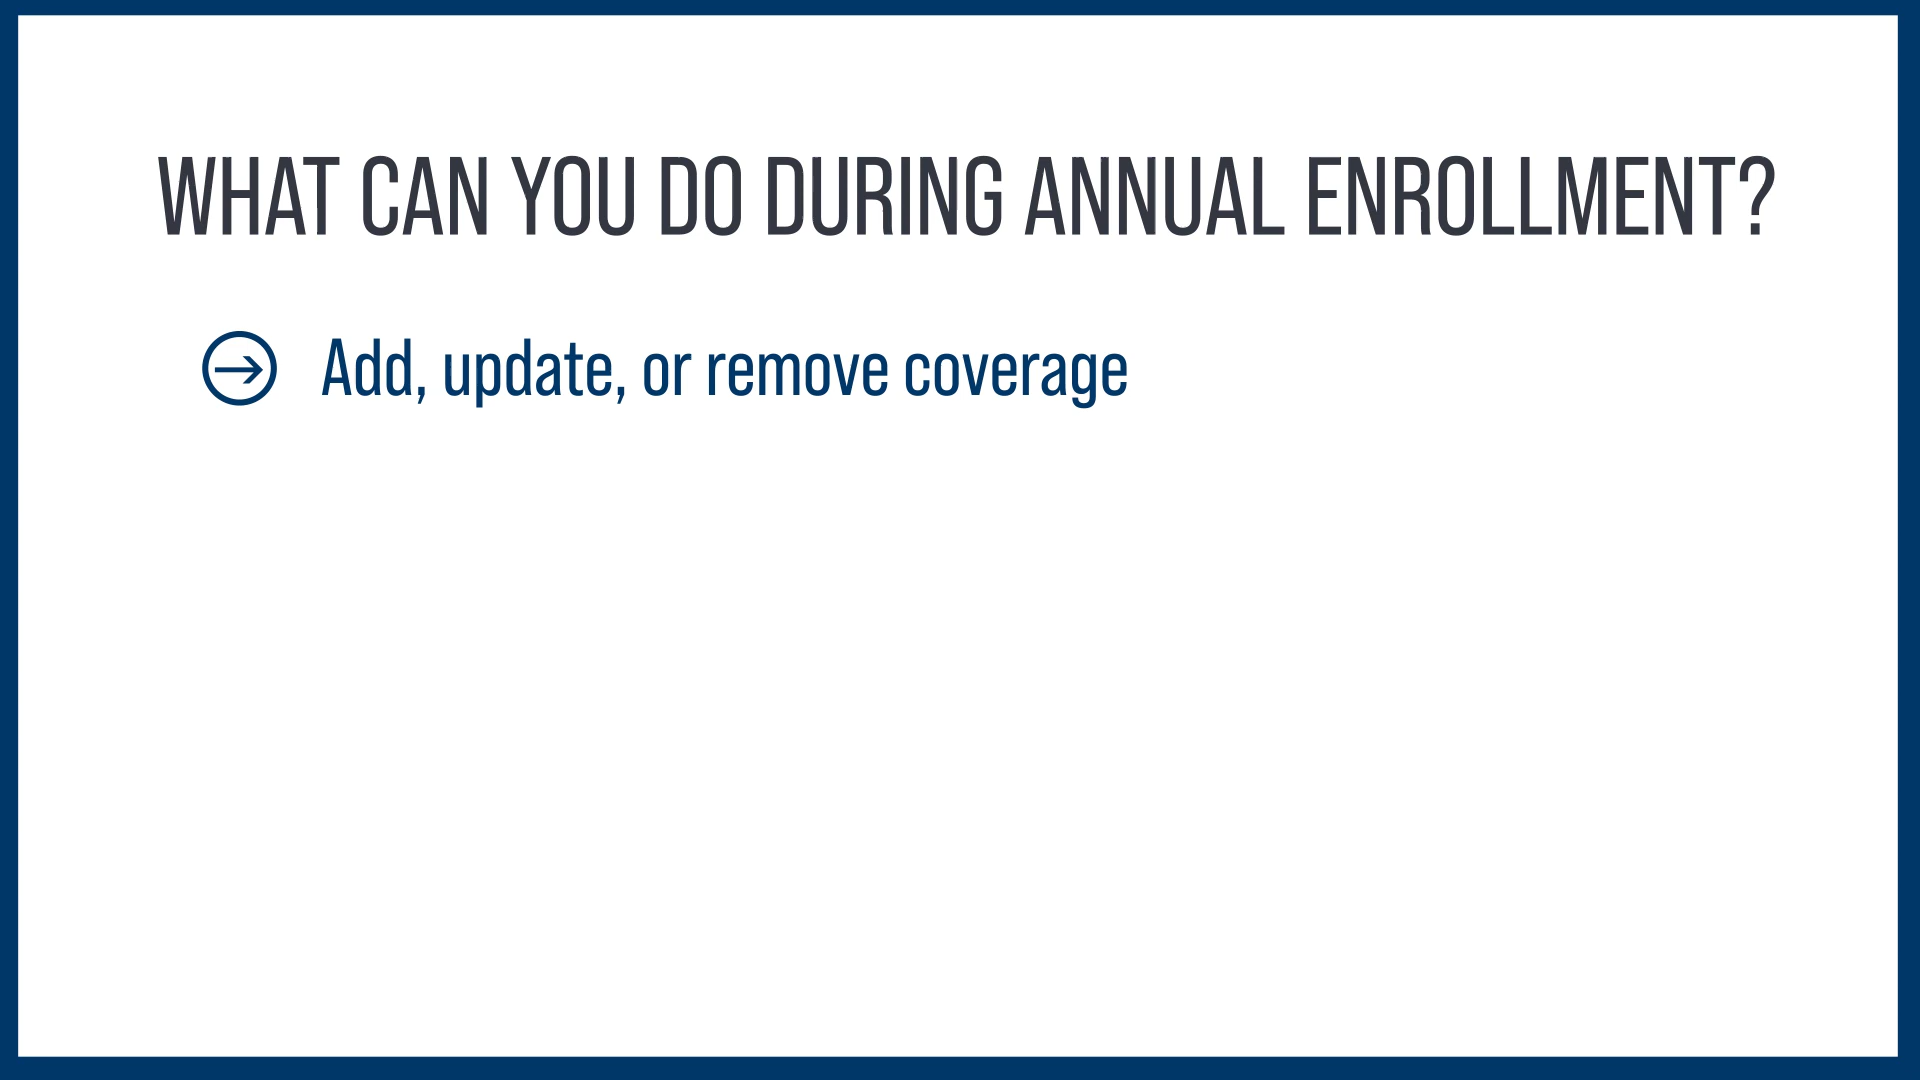 WHAT CAN YOU DO DURING ANNUAL ENROLLMENT?
Add, update, or remove coverage